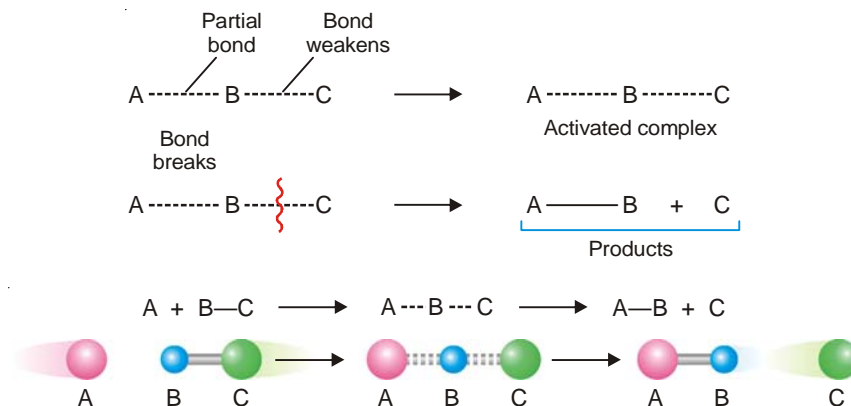 Partial bond Bond weakens
A ------- B ------- C → A ------- B ------- C
Activated complex
Bond breaks
A ------- B ------- C → A — B + C
Products
A + B—C → A ---B--- C → A—B + C
A B C A B C A B C